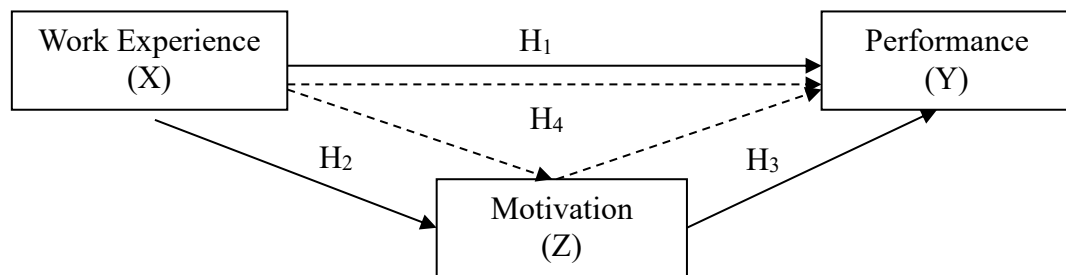 Work Experience
(X)
H₁
Performance
(Y)
H₄
H₂
H₃
Motivation
(Z)